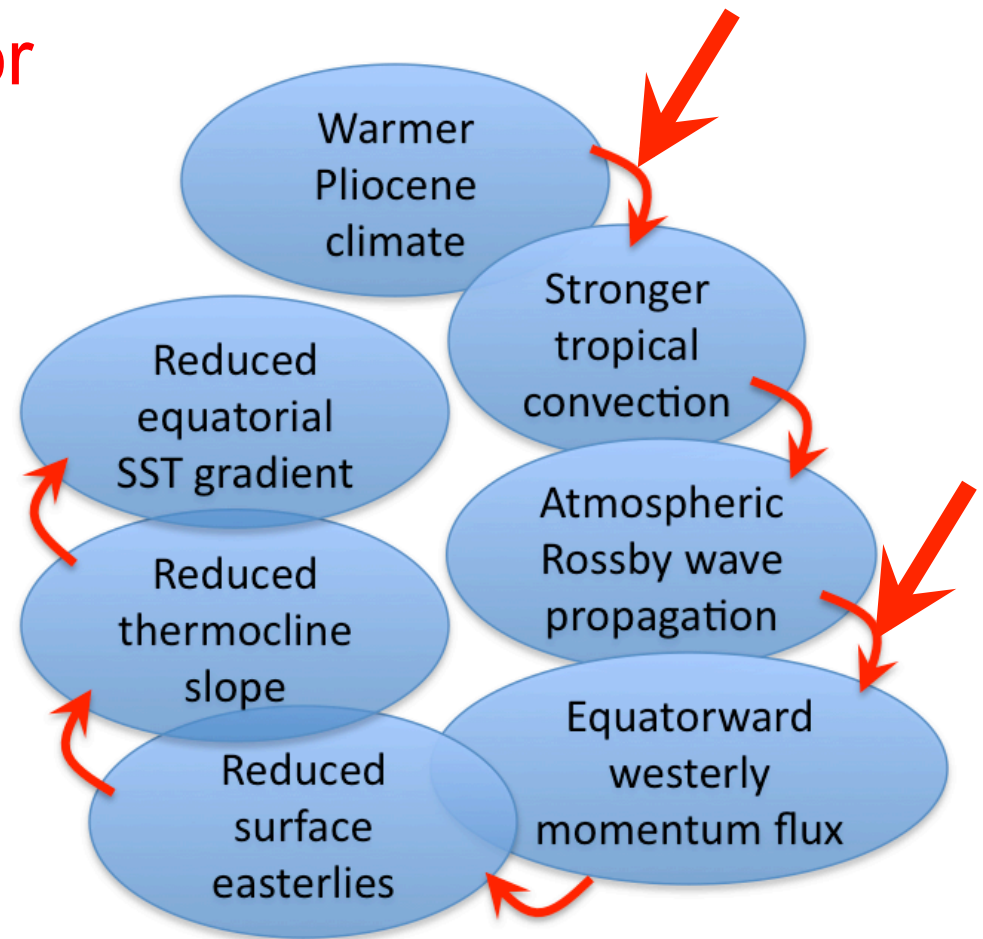 or
Warmer
Pliocene
climate
Stronger
tropical
convection
Atmospheric
Rossby wave
propagation
Equatorward
westerly
momentum flux
Reduced
surface
easterlies
Reduced
thermocline
slope
Reduced
equatorial
SST gradient